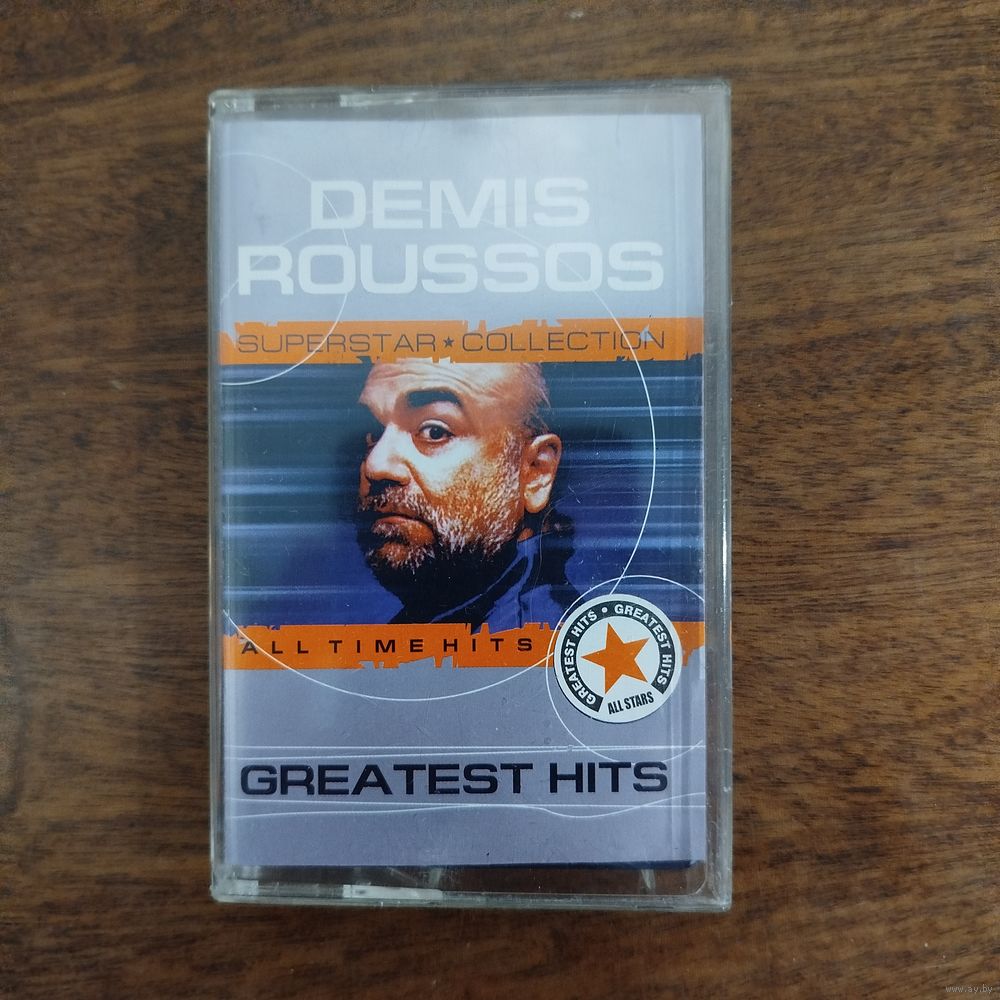 DEMIS
ROUSSOS
SUPERSTAR ★ COLLECTION
ALL TIME HITS
GREATEST HITS • GREATEST HITS
ALL STARS
GREATEST HITS
www.ay.by